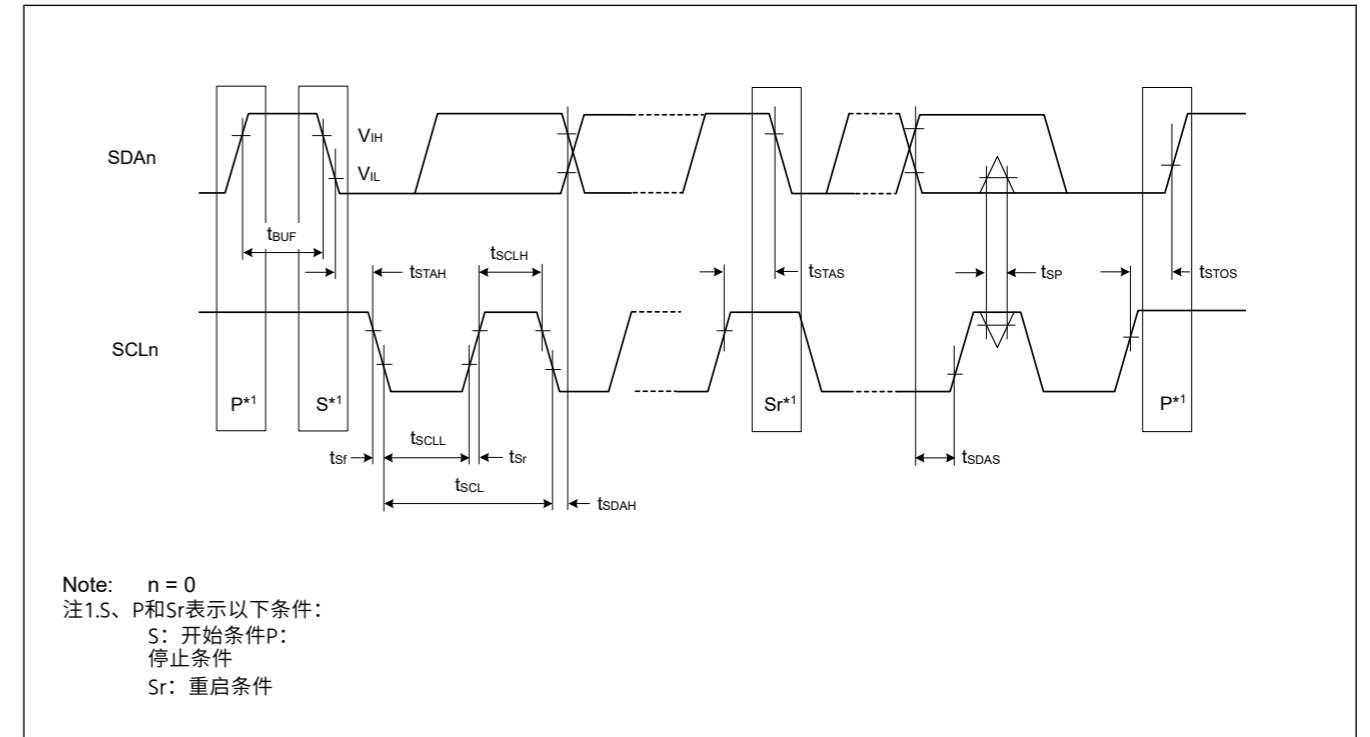 SDAn
VIH
VIL
tBUF
tSTAH
tSCLH
tSTAS
tSP
tSTOS
SCLn
P*1
S*1
Sr*1
P*1
tSf
tSCLL
tSr
tSDAS
tSCL
tSDAH
Note: n = 0
注1.S、P和Sr表示以下条件：
S：开始条件P：
停止条件
Sr：重启条件